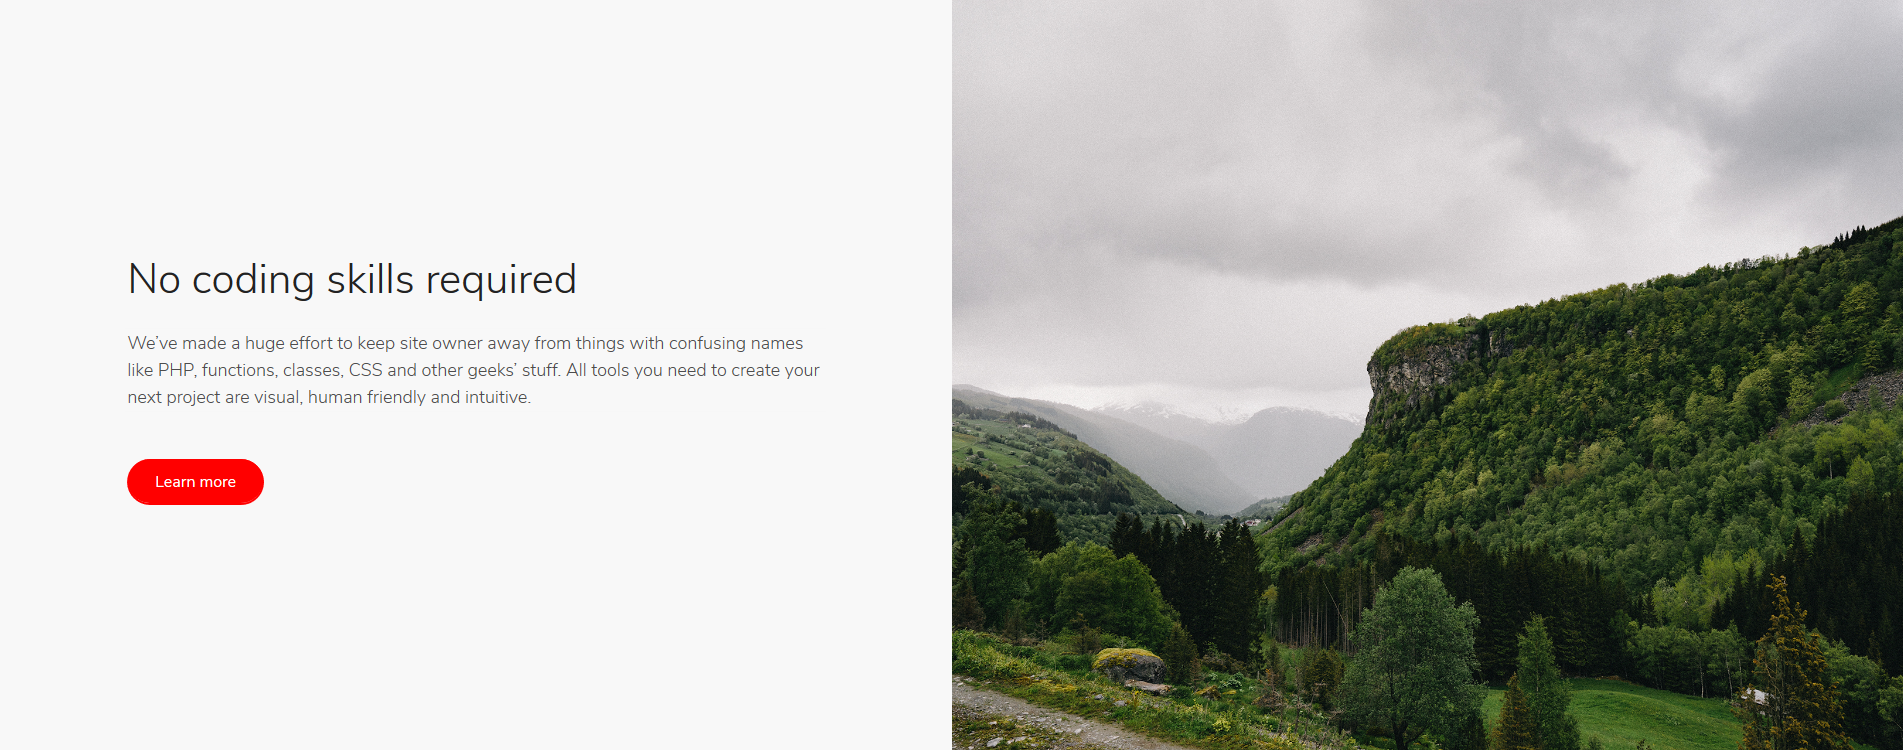 No coding skills required
We’ve made a huge effort to keep site owner away from things with confusing names
like PHP, functions, classes, CSS and other geeks’ stuff. All tools you need to create your
next project are visual, human friendly and intuitive.
Learn more